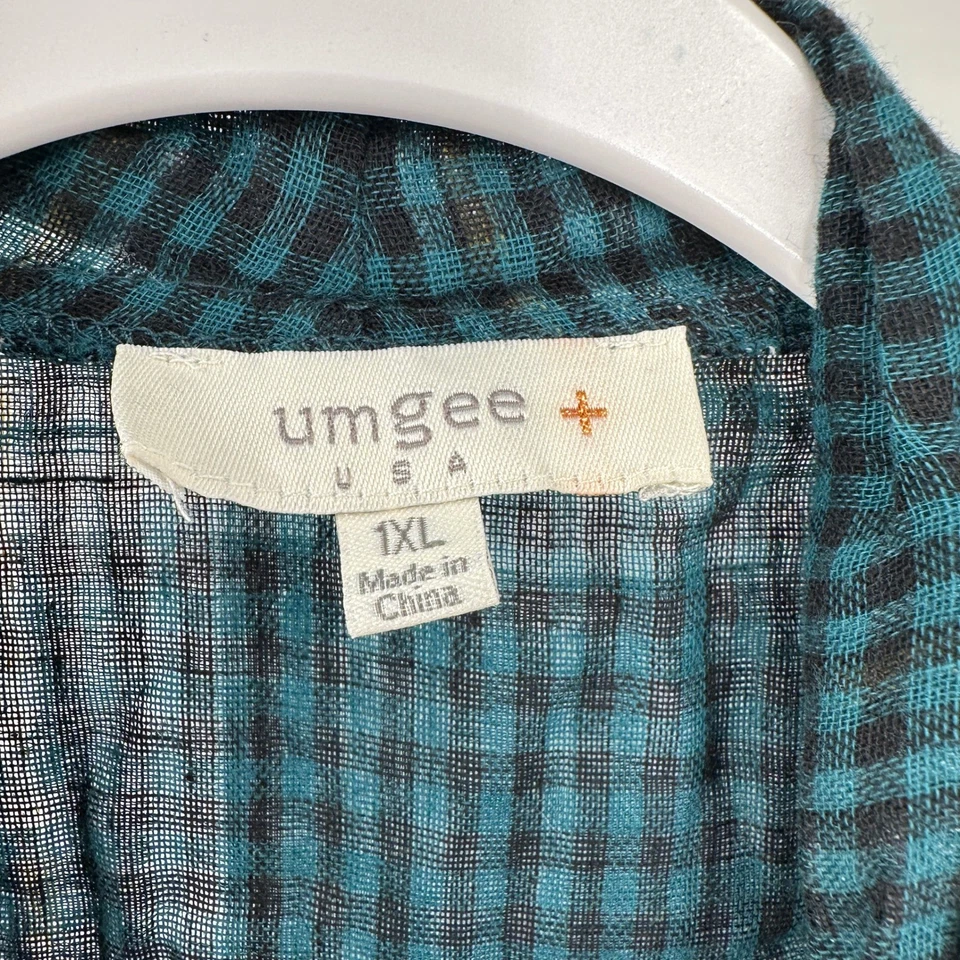 umgee +
USA
1XL
Made in
China